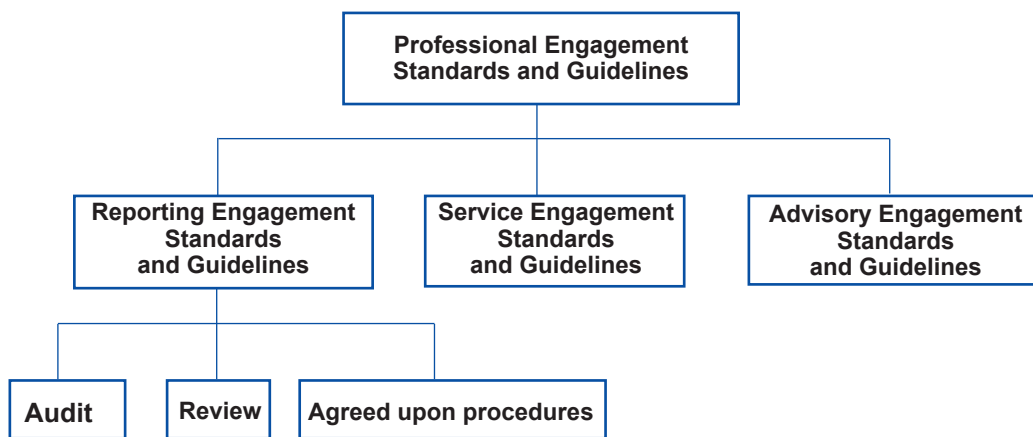 Professional Engagement
Standards and Guidelines
Reporting Engagement
Standards
and Guidelines
Service Engagement
Standards
and Guidelines
Advisory Engagement
Standards
and Guidelines
Audit
Review
Agreed upon procedures